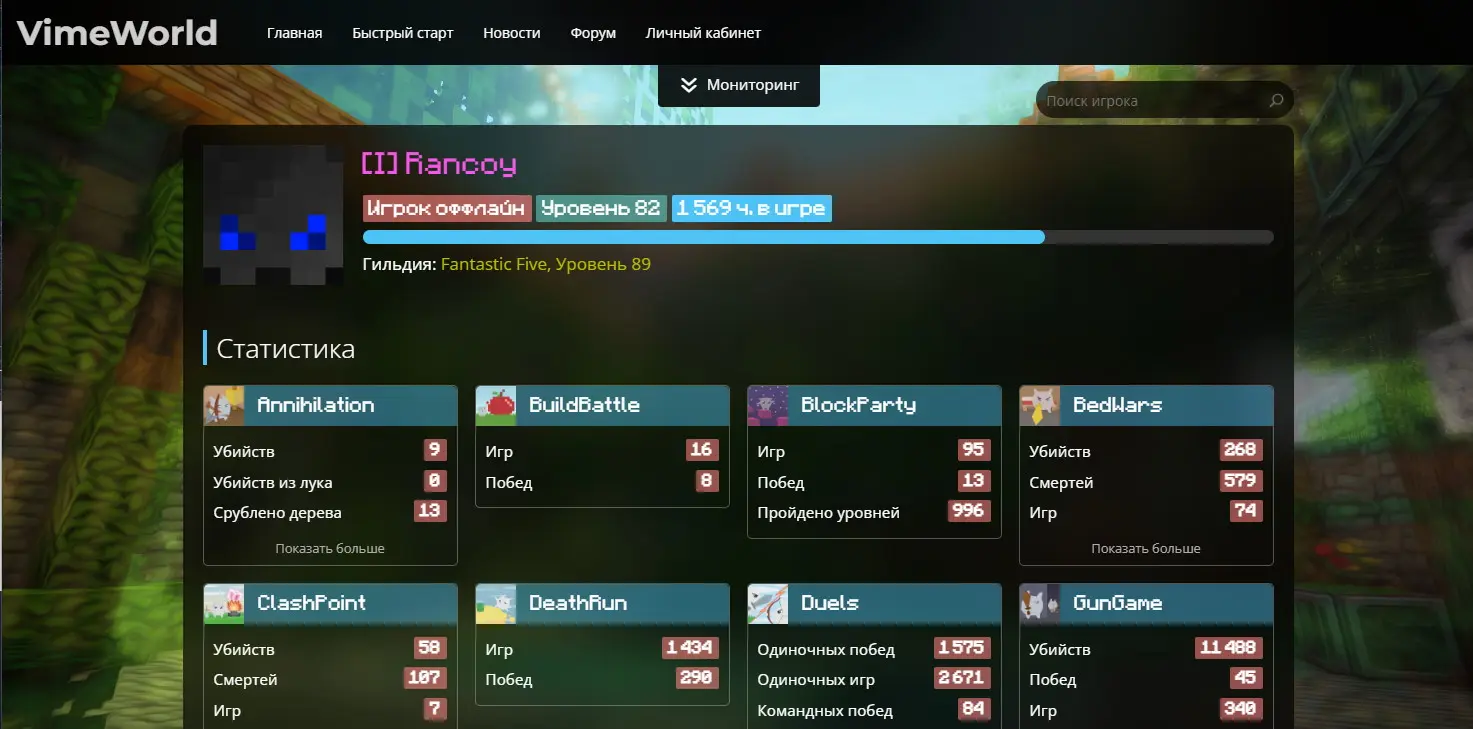 VimeWorld
Главная Быстрый старт Новости Форум Личный кабинет
Мониторинг
Поиск игрока
[I] Rancoy
Игрок оффлайн Уровень 82 1 569 ч. в игре
Гильдия: Fantastic Five, Уровень 89
Статистика
Annihilation
Убийств 9
Убийств из лука 0
Срублено дерева 13
Показать больше
BuildBattle
Игр 16
Побед 8
BlockParty
Игр 95
Побед 13
Пройдено уровней 996
BedWars
Убийств 268
Смертей 579
Игр 74
Показать больше
ClashPoint
Убийств 58
Смертей 107
Игр 7
DeathRun
Игр 1 434
Побед 290
Duels
Одиночных побед 1 575
Одиночных игр 2 671
Командных побед 84
GunGame
Убийств 11 488
Побед 45
Игр 340